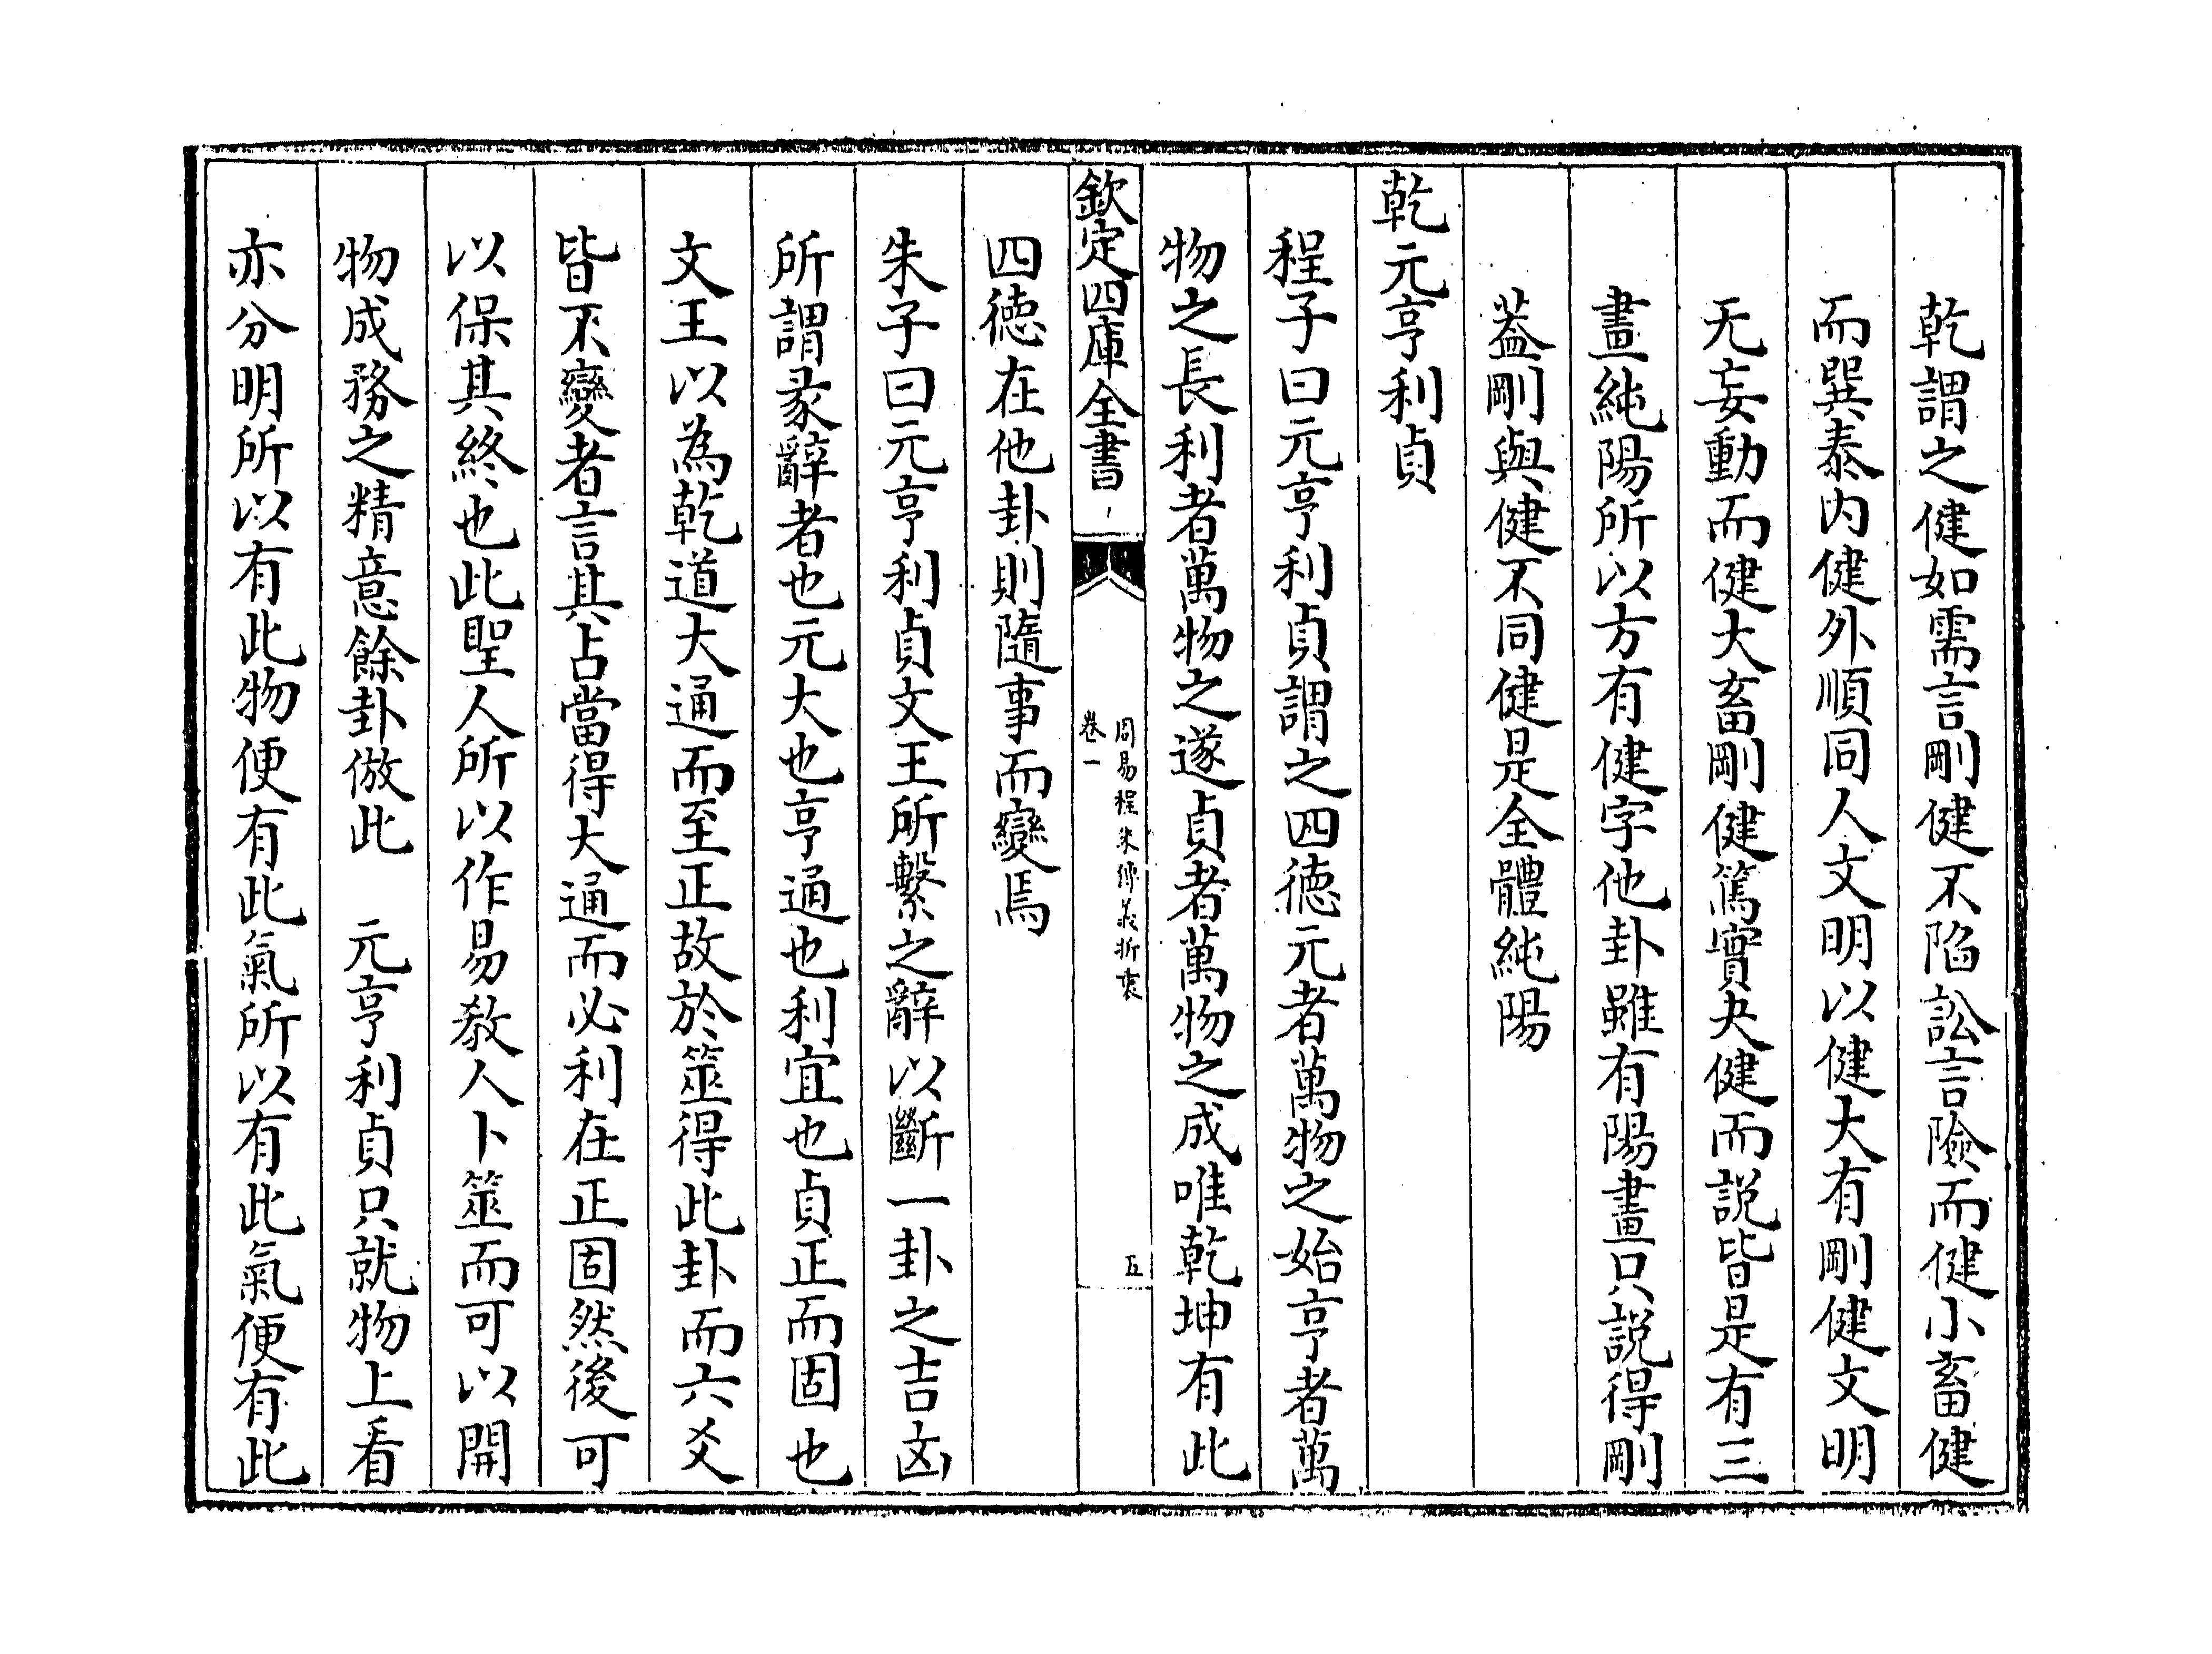 乾謂之健如需言剛健不陷訟言險而健小畜健
而巽泰内健外順同人文明以健大有剛健文明
无妄動而健大畜剛健篤實夬健而説皆是有三
畫純陽所以方有健字他卦雖有陽畫只説得剛
葢剛與健不同健是全體純陽
乾元亨利貞
程子曰元亨利貞謂之四徳元者萬物之始亨者萬
物之長利者萬物之遂貞者萬物之成唯乾坤有此
欽定四庫全書
周易程朱傳義折衷
卷一
五
四徳在他卦則隨事而變焉
朱子曰元亨利貞文王所繫之辭以斷一卦之吉凶
所謂彖辭者也元大也亨通也利宜也貞正而固也
文王以為乾道大通而至正故於筮得此卦而六爻
皆不變者言其占當得大通而必利在正固然後可
以保其終也此聖人所以作易教人卜筮而可以開
物成務之精意餘卦倣此　元亨利貞只就物上看
亦分明所以有此物便有此氣所以有此氣便有此